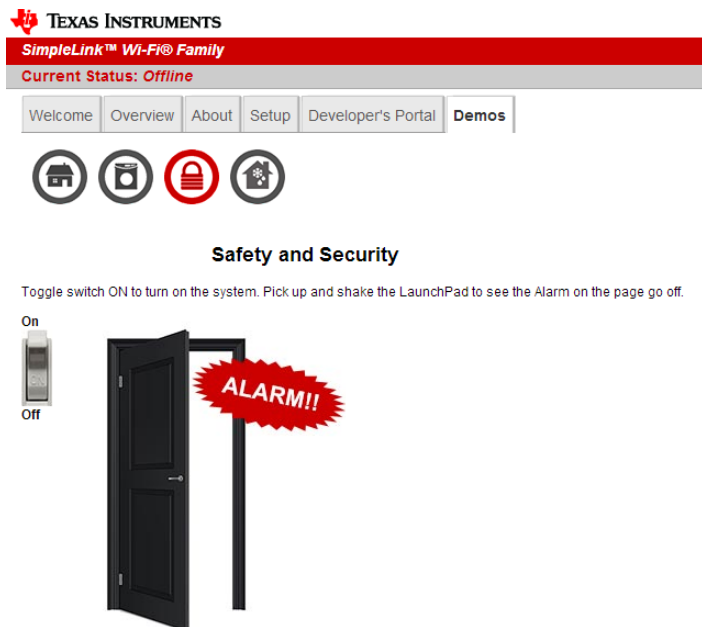 TEXAS INSTRUMENTS
SimpleLink™ Wi-Fi® Family
Current Status: Offline
Welcome Overview About Setup Developer's Portal Demos
Safety and Security
Toggle switch ON to turn on the system. Pick up and shake the LaunchPad to see the Alarm on the page go off.
On
ON
Off
ALARM!!